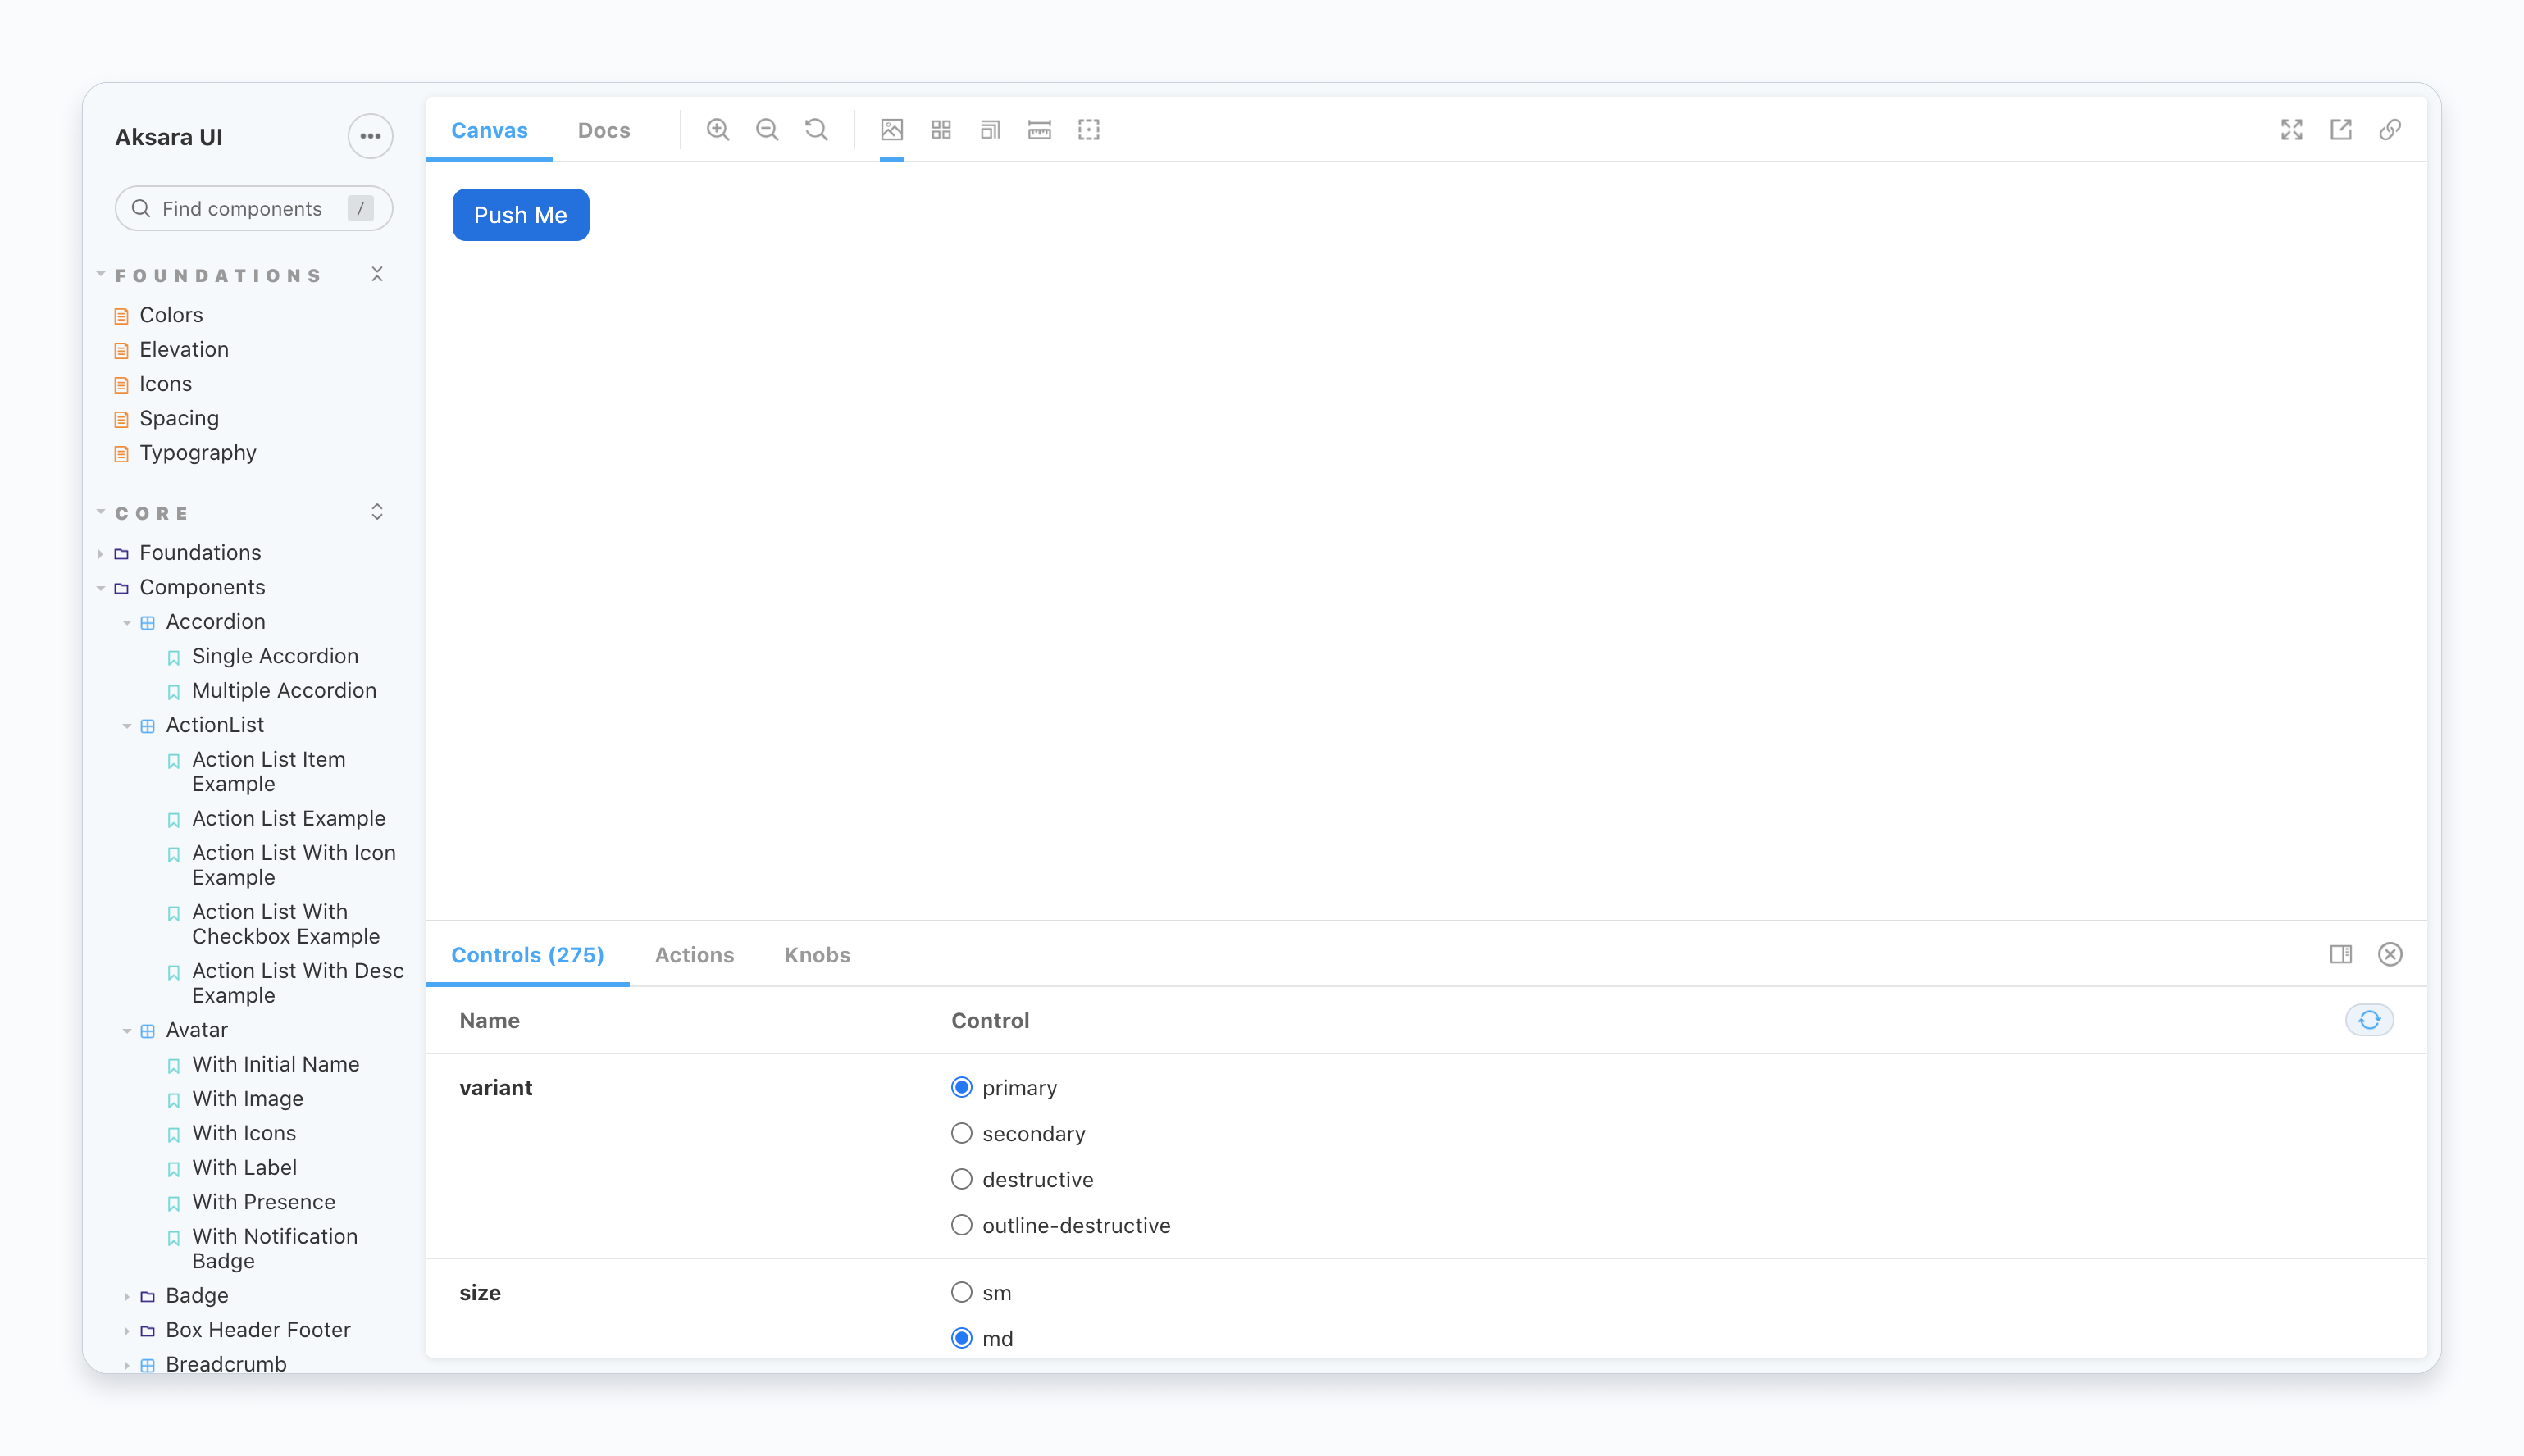 Aksara UI
Find components /
FOUNDATIONS
Colors
Elevation
Icons
Spacing
Typography
CORE
Foundations
Components
Accordion
Single Accordion
Multiple Accordion
ActionList
Action List Item
Example
Action List Example
Action List With Icon
Example
Action List With
Checkbox Example
Action List With Desc
Example
Avatar
With Initial Name
With Image
With Icons
With Label
With Presence
With Notification
Badge
Badge
Box Header Footer
Breadcrumb
Canvas Docs
Push Me
Controls (275) Actions Knobs
Name Control
variant primary
secondary
destructive
outline-destructive
size sm
md